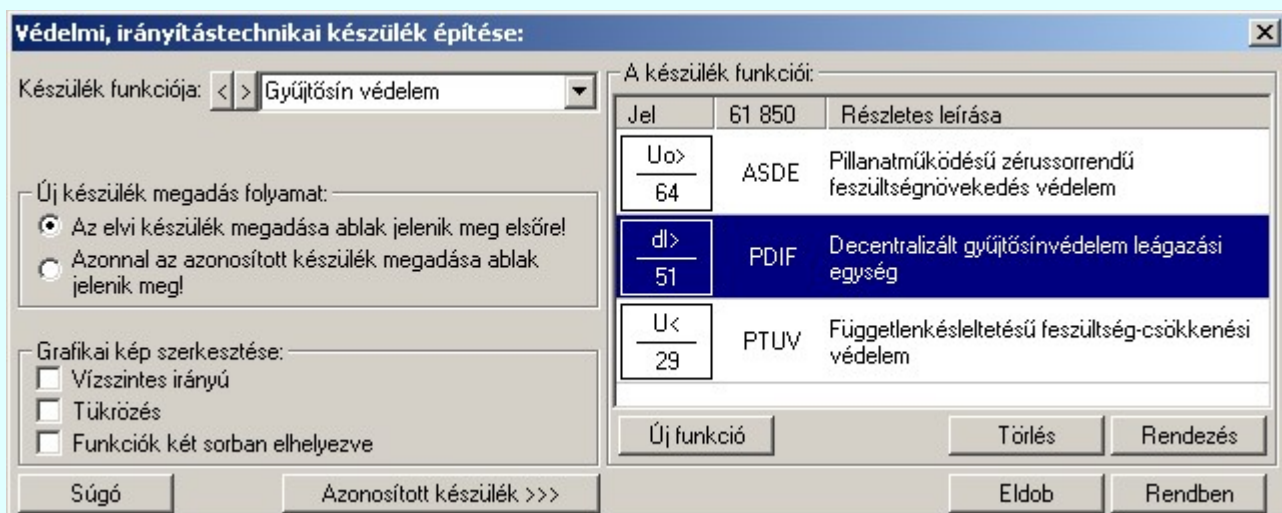 Védelmi, irányítástechnikai készülék építése:
Készülék funkciója: < > Gyűjtősín védelem
Új készülék megadás folyamat:
Az elvi készülék megadása ablak jelenik meg elsőre!
Azonnal az azonosított készülék megadása ablak
jelenik meg!
Grafikai kép szerkesztése:
Vízszintes irányú
Tükrözés
Funkciók két sorban elhelyezve
Súgó
Azonosított készülék >>>
A készülék funkciói:
Jel 61 850 Részletes leírása
Uo>
64
ASDE
Pillanatműködésű zérussorrendű
feszültségnövekedés védelem
dI>
51
PDIF
Decentralizált gyűjtősínvédelem leágazási
egység
U<
29
PTUV
Függetlenkésleltetésű feszültség-csökkenési
védelem
Új funkció
Törlés
Rendezés
Eldob
Rendben